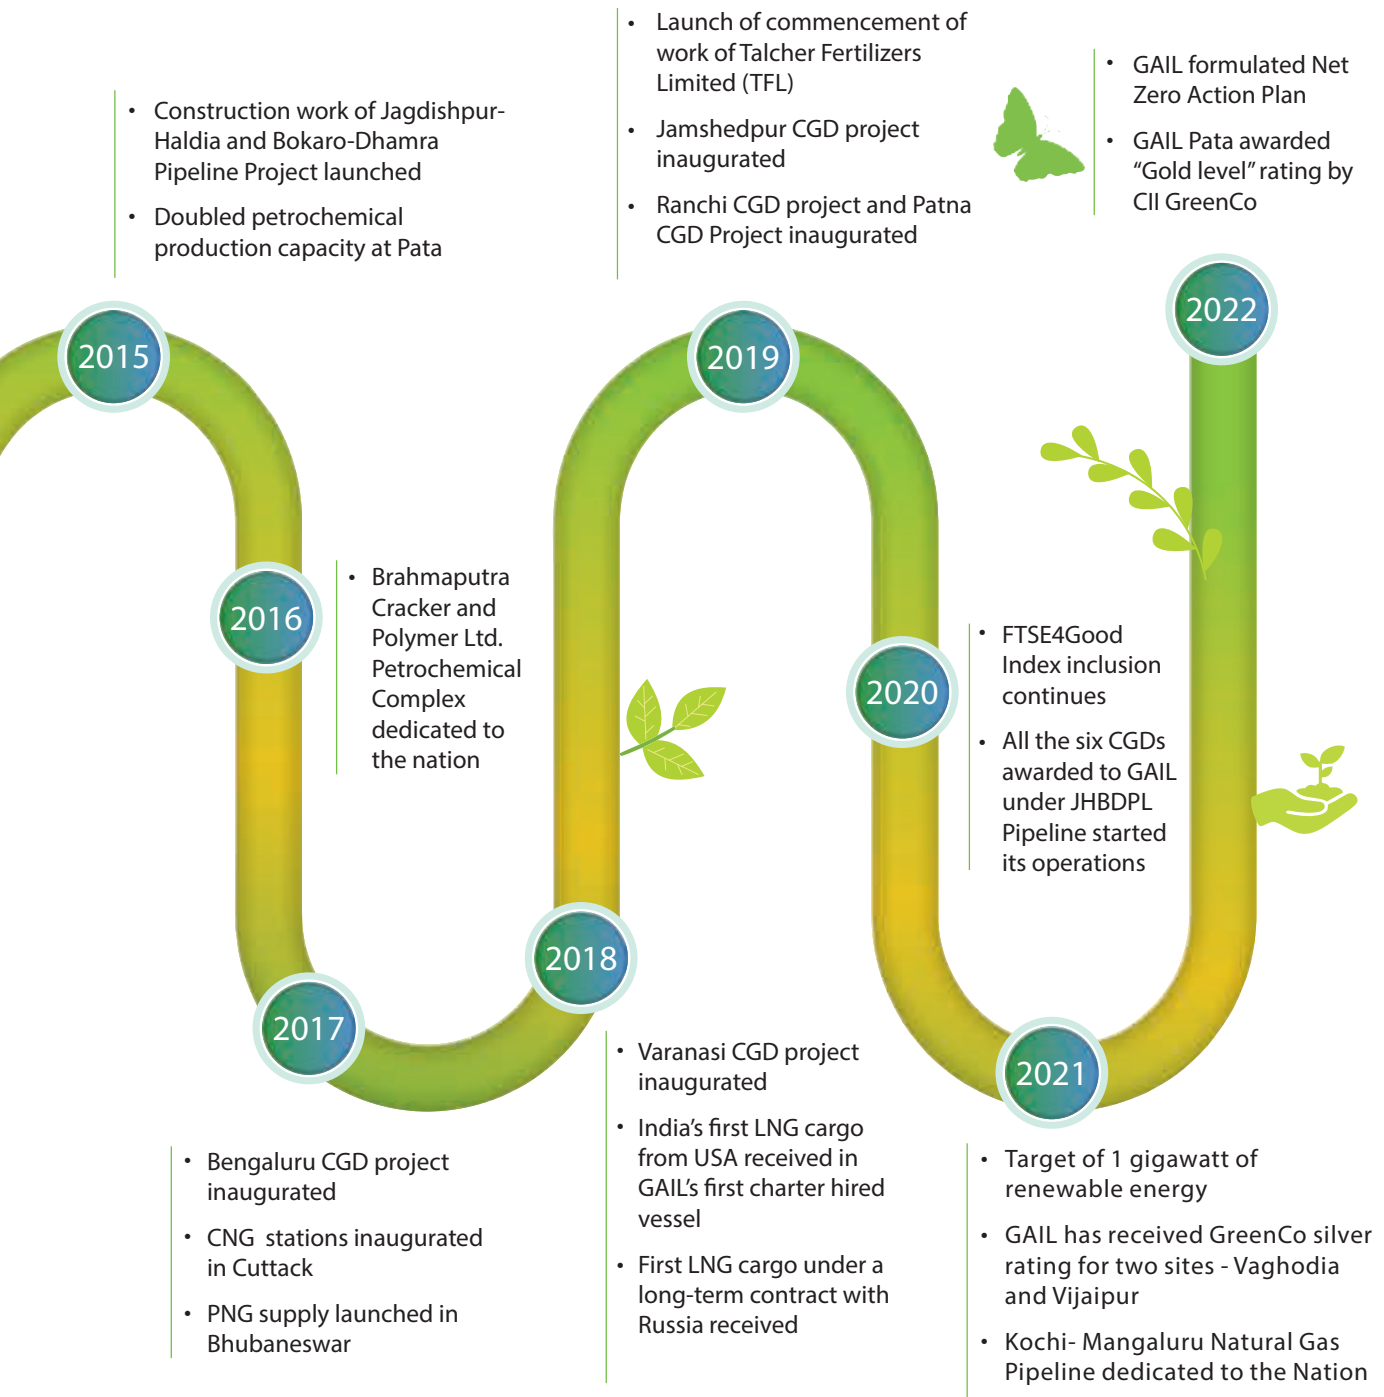 2015
• Construction work of Jagdishpur-
Haldia and Bokaro-Dhamra
Pipeline Project launched
• Doubled petrochemical
production capacity at Pata
2016
• Brahmaputra
Cracker and
Polymer Ltd.
Petrochemical
Complex
dedicated to
the nation
2017
• Bengaluru CGD project
inaugurated
• CNG stations inaugurated
in Cuttack
• PNG supply launched in
Bhubaneswar
2018
• Varanasi CGD project
inaugurated
• India’s first LNG cargo
from USA received in
GAIL’s first charter hired
vessel
• First LNG cargo under a
long-term contract with
Russia received
2019
• Launch of commencement of
work of Talcher Fertilizers
Limited (TFL)
• Jamshedpur CGD project
inaugurated
• Ranchi CGD project and Patna
CGD Project inaugurated
2020
• FTSE4Good
Index inclusion
continues
• All the six CGDs
awarded to GAIL
under JHBDPL
Pipeline started
its operations
2021
• Target of 1 gigawatt of
renewable energy
• GAIL has received GreenCo silver
rating for two sites - Vaghodia
and Vijaipur
• Kochi- Mangaluru Natural Gas
Pipeline dedicated to the Nation
2022
• GAIL formulated Net
Zero Action Plan
• GAIL Pata awarded
“Gold level” rating by
CII GreenCo